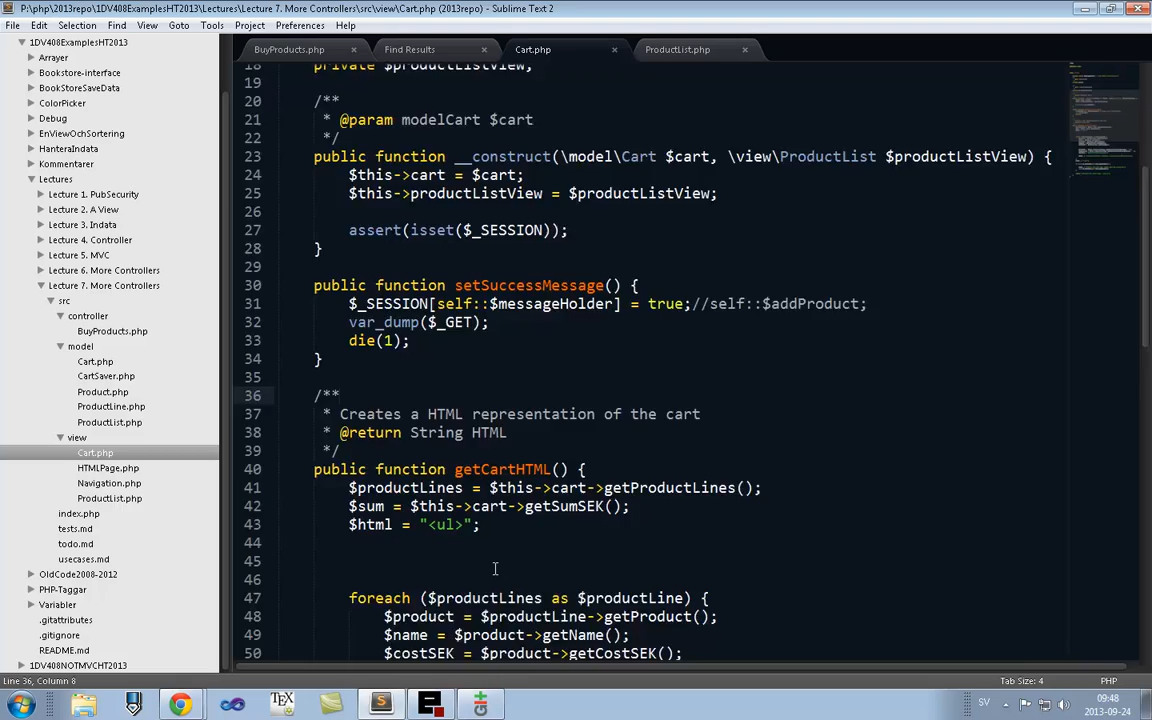 P:\php\2013repo\1DV408ExamplesHT2013\Lectures\Lecture 7. More Controllers\src\view\Cart.php (2013repo) - Sublime Text 2
File Edit Selection Find View Goto Tools Project Preferences Help
1DV408ExamplesHT2013
Arrayer
Bookstore-interface
BookStoreSaveData
ColorPicker
Debug
EnViewOchSortering
HanteraIndata
Kommentarer
Lectures
Lecture 1. PubSecurity
Lecture 2. A View
Lecture 3. Indata
Lecture 4. Controller
Lecture 5. MVC
Lecture 6. More Controllers
Lecture 7. More Controllers
src
controller
BuyProducts.php
model
Cart.php
CartSaver.php
Product.php
ProductLine.php
ProductList.php
view
Cart.php
HTMLPage.php
Navigation.php
ProductList.php
index.php
tests.md
todo.md
usecases.md
OldCode2008-2012
PHP-Taggar
Variabler
.gitattributes
.gitignore
README.md
1DV408NOTMVCHT2013
BuyProducts.php Find Results Cart.php ProductList.php
18 private $productListView;
19
20 /**
21 * @param modelCart $cart
22 */
23 public function __construct(\model\Cart $cart, \view\ProductList $productListView) {
24 $this->cart = $cart;
25 $this->productListView = $productListView;
26
27 assert(isset($_SESSION));
28 }
29
30 public function setSuccessMessage() {
31 $_SESSION[self::$messageHolder] = true;//self::$addProduct;
32 var_dump($_GET);
33 die(1);
34 }
35
36 /**
37 * Creates a HTML representation of the cart
38 * @return String HTML
39 */
40 public function getCartHTML() {
41 $productLines = $this->cart->getProductLines();
42 $sum = $this->cart->getSumSEK();
43 $html = "<ul>";
44
45
46
47 foreach ($productLines as $productLine) {
48 $product = $productLine->getProduct();
49 $name = $product->getName();
50 $costSEK = $product->getCostSEK();
Line 36, Column 8 Tab Size: 4 PHP
SV 09:48
2013-09-24